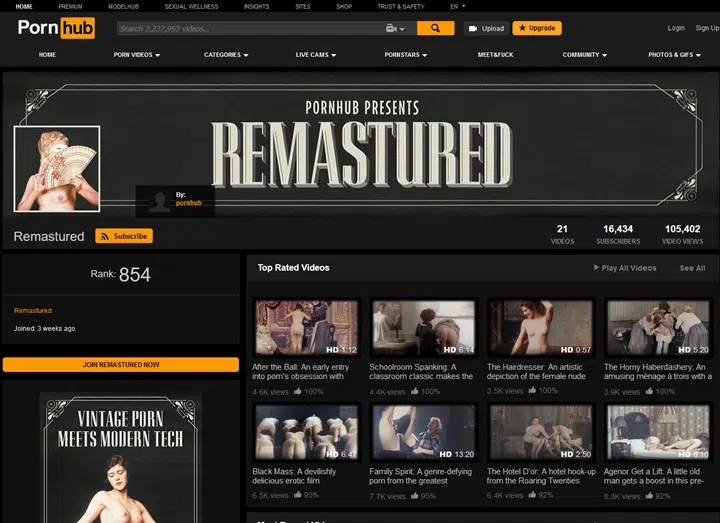 HOME PREMIUM MODELHUB SEXUAL WELLNESS INSIGHTS SITES SHOP TRUST & SAFETY EN
Porn hub
Search 3,237,953 videos...
Upload
Upgrade
Login Sign Up
HOME PORN VIDEOS CATEGORIES LIVE CAMS PORNSTARS MEET&FUCK COMMUNITY PHOTOS & GIFS
PORNHUB PRESENTS
REMASTURED
By:
pornhub
Remastured
Subscribe
21 16,434 105,402
VIDEOS SUBSCRIBERS VIDEO VIEWS
Rank: 854
Remastured
Joined: 3 weeks ago
JOIN REMASTURED NOW
VINTAGE PORN
MEETS MODERN TECH
Top Rated Videos
Play All Videos See All
HD 1:12
After the Ball: An early entry
into porn's obsession with
4.6K views 100%
HD 6:14
Schoolroom Spanking: A
classroom classic makes the
4.4K views 100%
HD 0:57
The Hairdresser: An artistic
depiction of the female nude
3.5K views 100%
HD 5:20
The Horny Haberdashery: An
amusing ménage à trois with a
3.9K views 100%
HD 6:47
Black Mass: A devilishly
delicious erotic film
6.5K views 95%
HD 13:20
Family Spirit: A genre-defying
porn from the greatest
7.7K views 95%
HD 2:50
The Hotel D'or: A hotel hook-up
from the Roaring Twenties
6.4K views 92%
HD
Agenor Get a Lift: A little old
man gets a boost in this pre-
8.3K views 92%